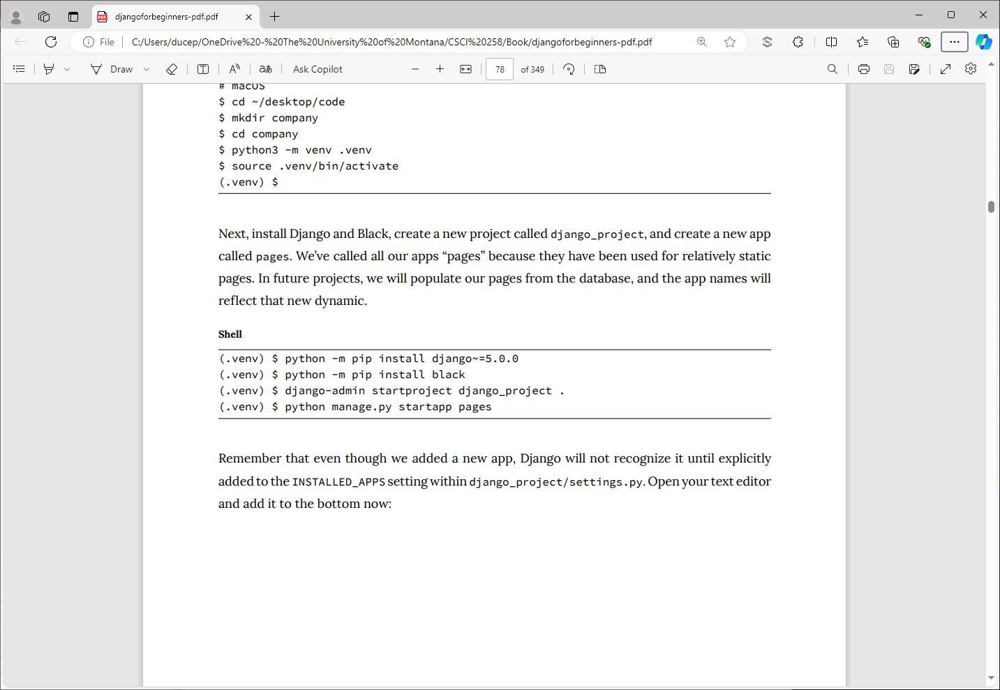 djangoforbeginners-pdf.pdf
File
C:/Users/ducep/OneDrive%20-%20The%20University%20of%20Montana/CSCI%20258/Book/djangoforbeginners-pdf.pdf
Draw
Ask Copilot
78 of 349
# macOS
$ cd ~/desktop/code
$ mkdir company
$ cd company
$ python3 -m venv .venv
$ source .venv/bin/activate
(.venv) $
Next, install Django and Black, create a new project called django_project, and create a new app
called pages. We’ve called all our apps “pages” because they have been used for relatively static
pages. In future projects, we will populate our pages from the database, and the app names will
reflect that new dynamic.
Shell
(.venv) $ python -m pip install django~=5.0.0
(.venv) $ python -m pip install black
(.venv) $ django-admin startproject django_project .
(.venv) $ python manage.py startapp pages
Remember that even though we added a new app, Django will not recognize it until explicitly
added to the INSTALLED_APPS setting within django_project/settings.py. Open your text editor
and add it to the bottom now: